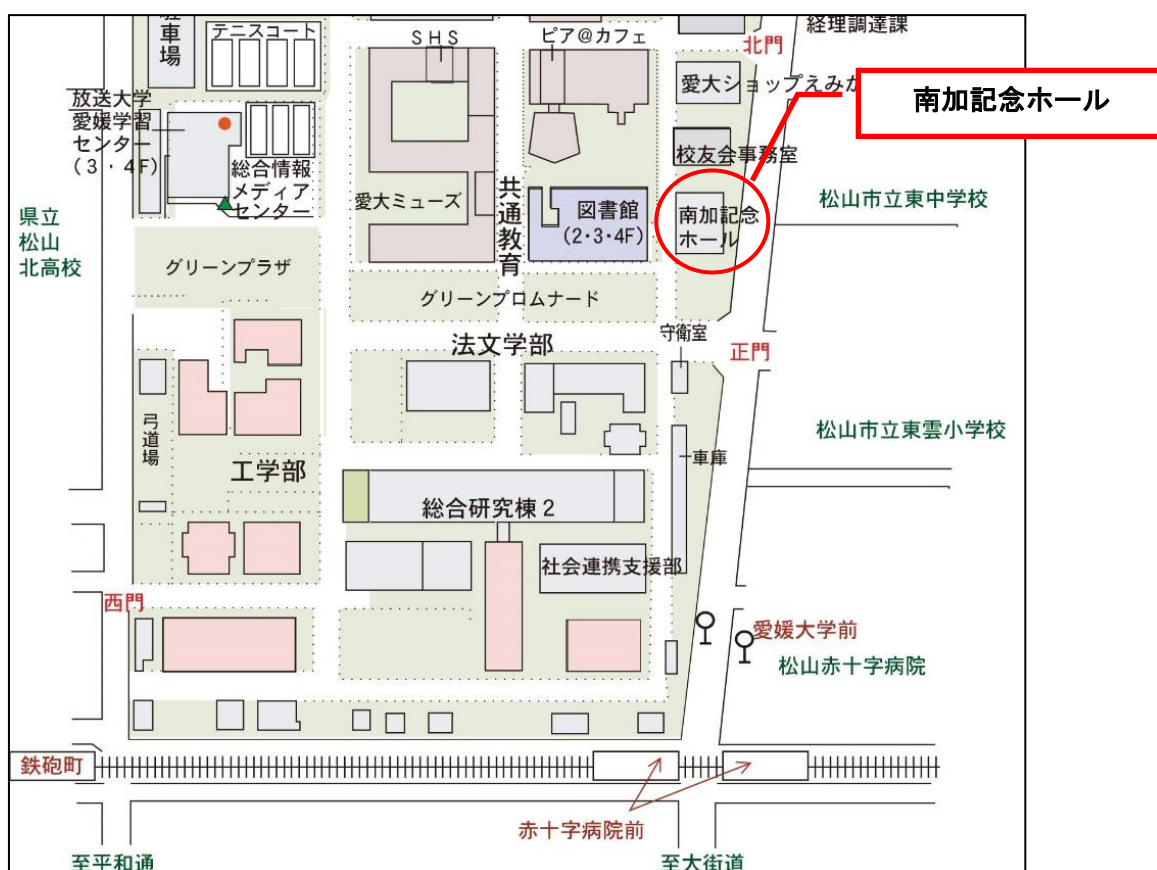 経理調達課
駐車場
テニスコート
ＳＨＳ
ピア＠カフェ
北門
愛大ショップえみか
南加記念ホール
放送大学
愛媛学習
センター
(３・４F)
総合情報
メディア
センター
愛大ミューズ
共通教育
図書館
(2・3・4F)
校友会事務室
南加記念
ホール
松山市立東中学校
県立
松山
北高校
グリーンプラザ
グリーンプロムナード
法文学部
守衛室
正門
弓道場
工学部
松山市立東雲小学校
車庫
総合研究棟２
社会連携支援部
西門
愛媛大学前
松山赤十字病院
鉄砲町
赤十字病院前
至平和通
至大街道